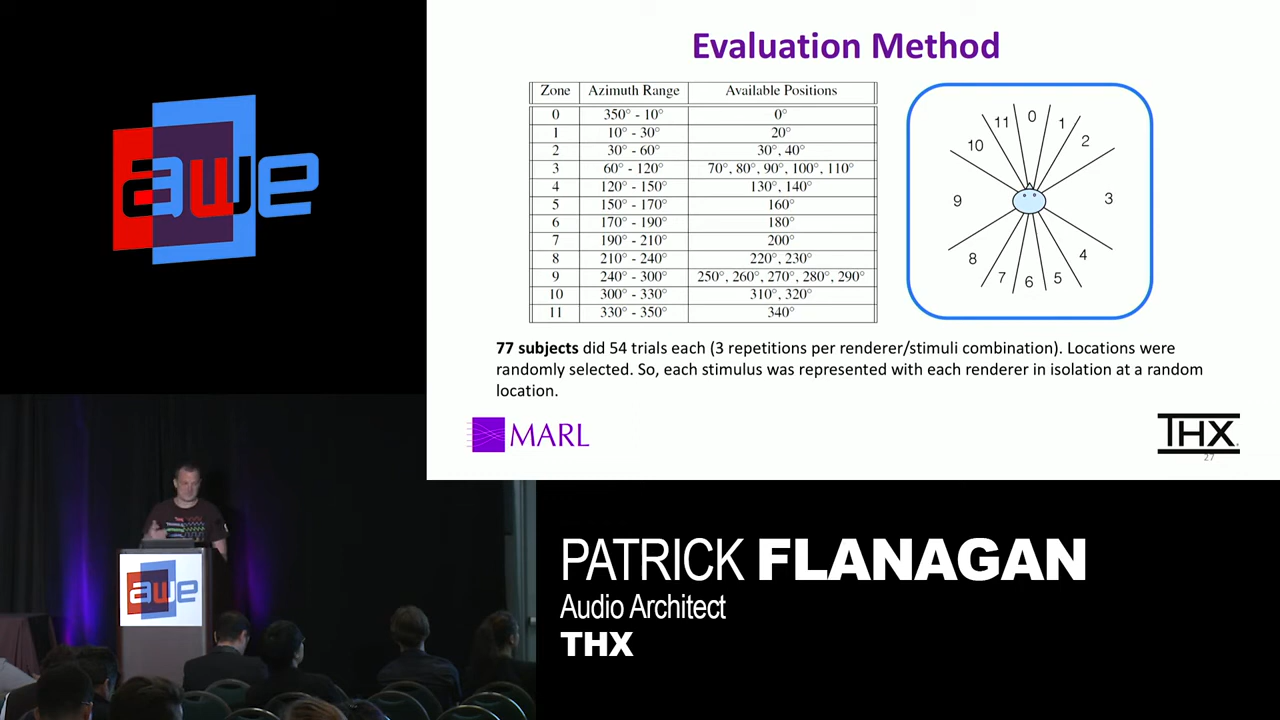 awe
Evaluation Method
Zone Azimuth Range Available Positions
0 350° - 10° 0°
1 10° - 30° 20°
2 30° - 60° 30°, 40°
3 60° - 120° 70°, 80°, 90°, 100°, 110°
4 120° - 150° 130°, 140°
5 150° - 170° 160°
6 170° - 190° 180°
7 190° - 210° 200°
8 210° - 240° 220°, 230°
9 240° - 300° 250°, 260°, 270°, 280°, 290°
10 300° - 330° 310°, 320°
11 330° - 350° 340°
11 0 1
10 2
9 3
8 4
7 6 5
77 subjects did 54 trials each (3 repetitions per renderer/stimuli combination). Locations were
randomly selected. So, each stimulus was represented with each renderer in isolation at a random
location.
MARL
THX
27
awe
PATRICK FLANAGAN
Audio Architect
THX